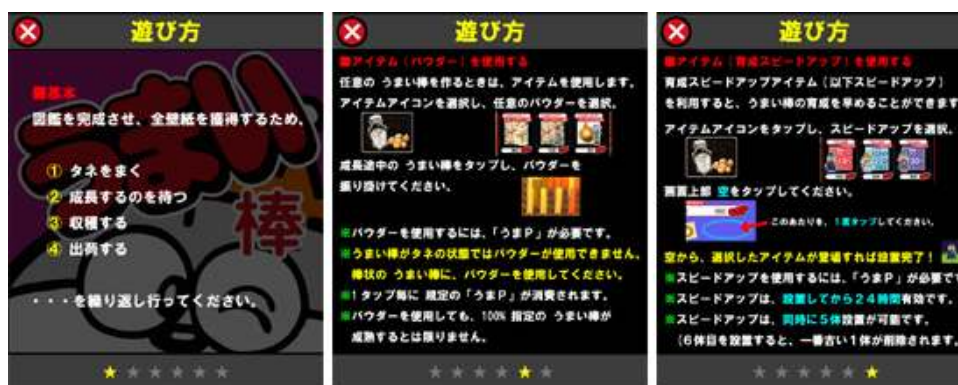 遊び方
■基本
図鑑を完成させ、全壁紙を獲得するため、
① タネをまく
② 成長するのを待つ
③ 収穫する
④ 出荷する
・・・を繰り返し行ってください。
うまい
棒
遊び方
■アイテム（パウダー）を使用する
任意の うまい棒を作るときは、アイテムを使用します。
アイテムアイコンを選択し、任意のパウダーを選択。
成長途中の うまい棒をタップし、パウダーを
振り掛けてください。
※パウダーを使用するには、「うまP」が必要です。
※うまい棒がタネの状態ではパウダーが使用できません。
棒状の うまい棒に、パウダーを使用してください。
※1タップ毎に 規定の「うまP」が消費されます。
※パウダーを使用しても、100% 指定の うまい棒が
成熟するとは限りません。
遊び方
■アイテム（育成スピードアップ）を使用する
育成スピードアップアイテム（以下スピードアップ）
を利用すると、うまい棒の育成を早めることができます
アイテムアイコンをタップし、スピードアップを選択。
画面上部 空をタップしてください。
このあたりを、1度タップしてください。
空から、選択したアイテムが登場すれば設置完了！
※スピードアップを使用するには、「うまP」が必要で
※スピードアップは、設置してから24時間有効です。
※スピードアップは、同時に5体設置が可能です。
（6体目を設置すると、一番古い1体が削除されます。